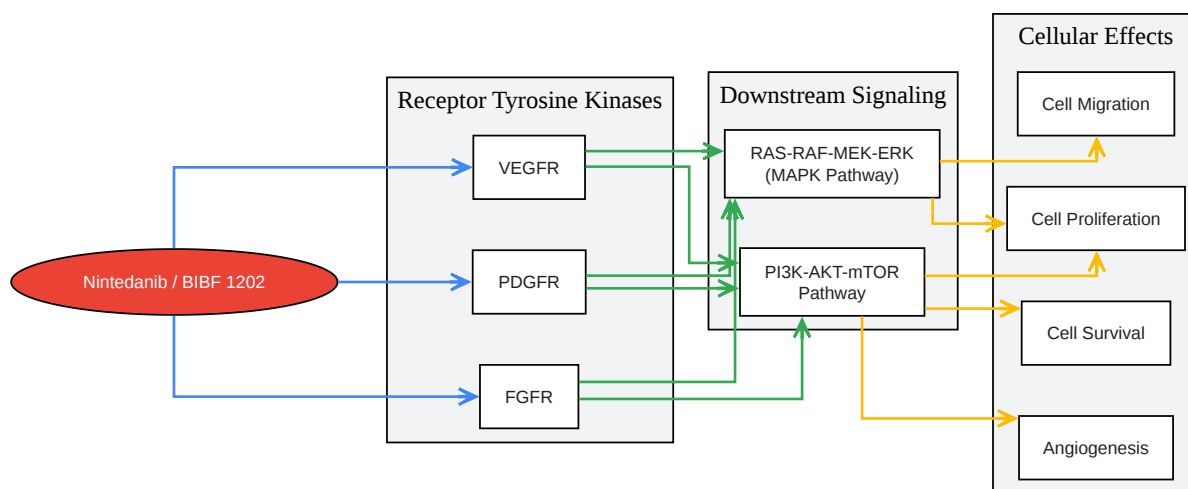 Cellular Effects
Receptor Tyrosine Kinases
Downstream Signaling
Cell Migration
VEGFR
RAS-RAF-MEK-ERK
(MAPK Pathway)
Cell Proliferation
Nintedanib / BIBF 1202
PDGFR
PI3K-AKT-mTOR
Pathway
Cell Survival
FGFR
Angiogenesis